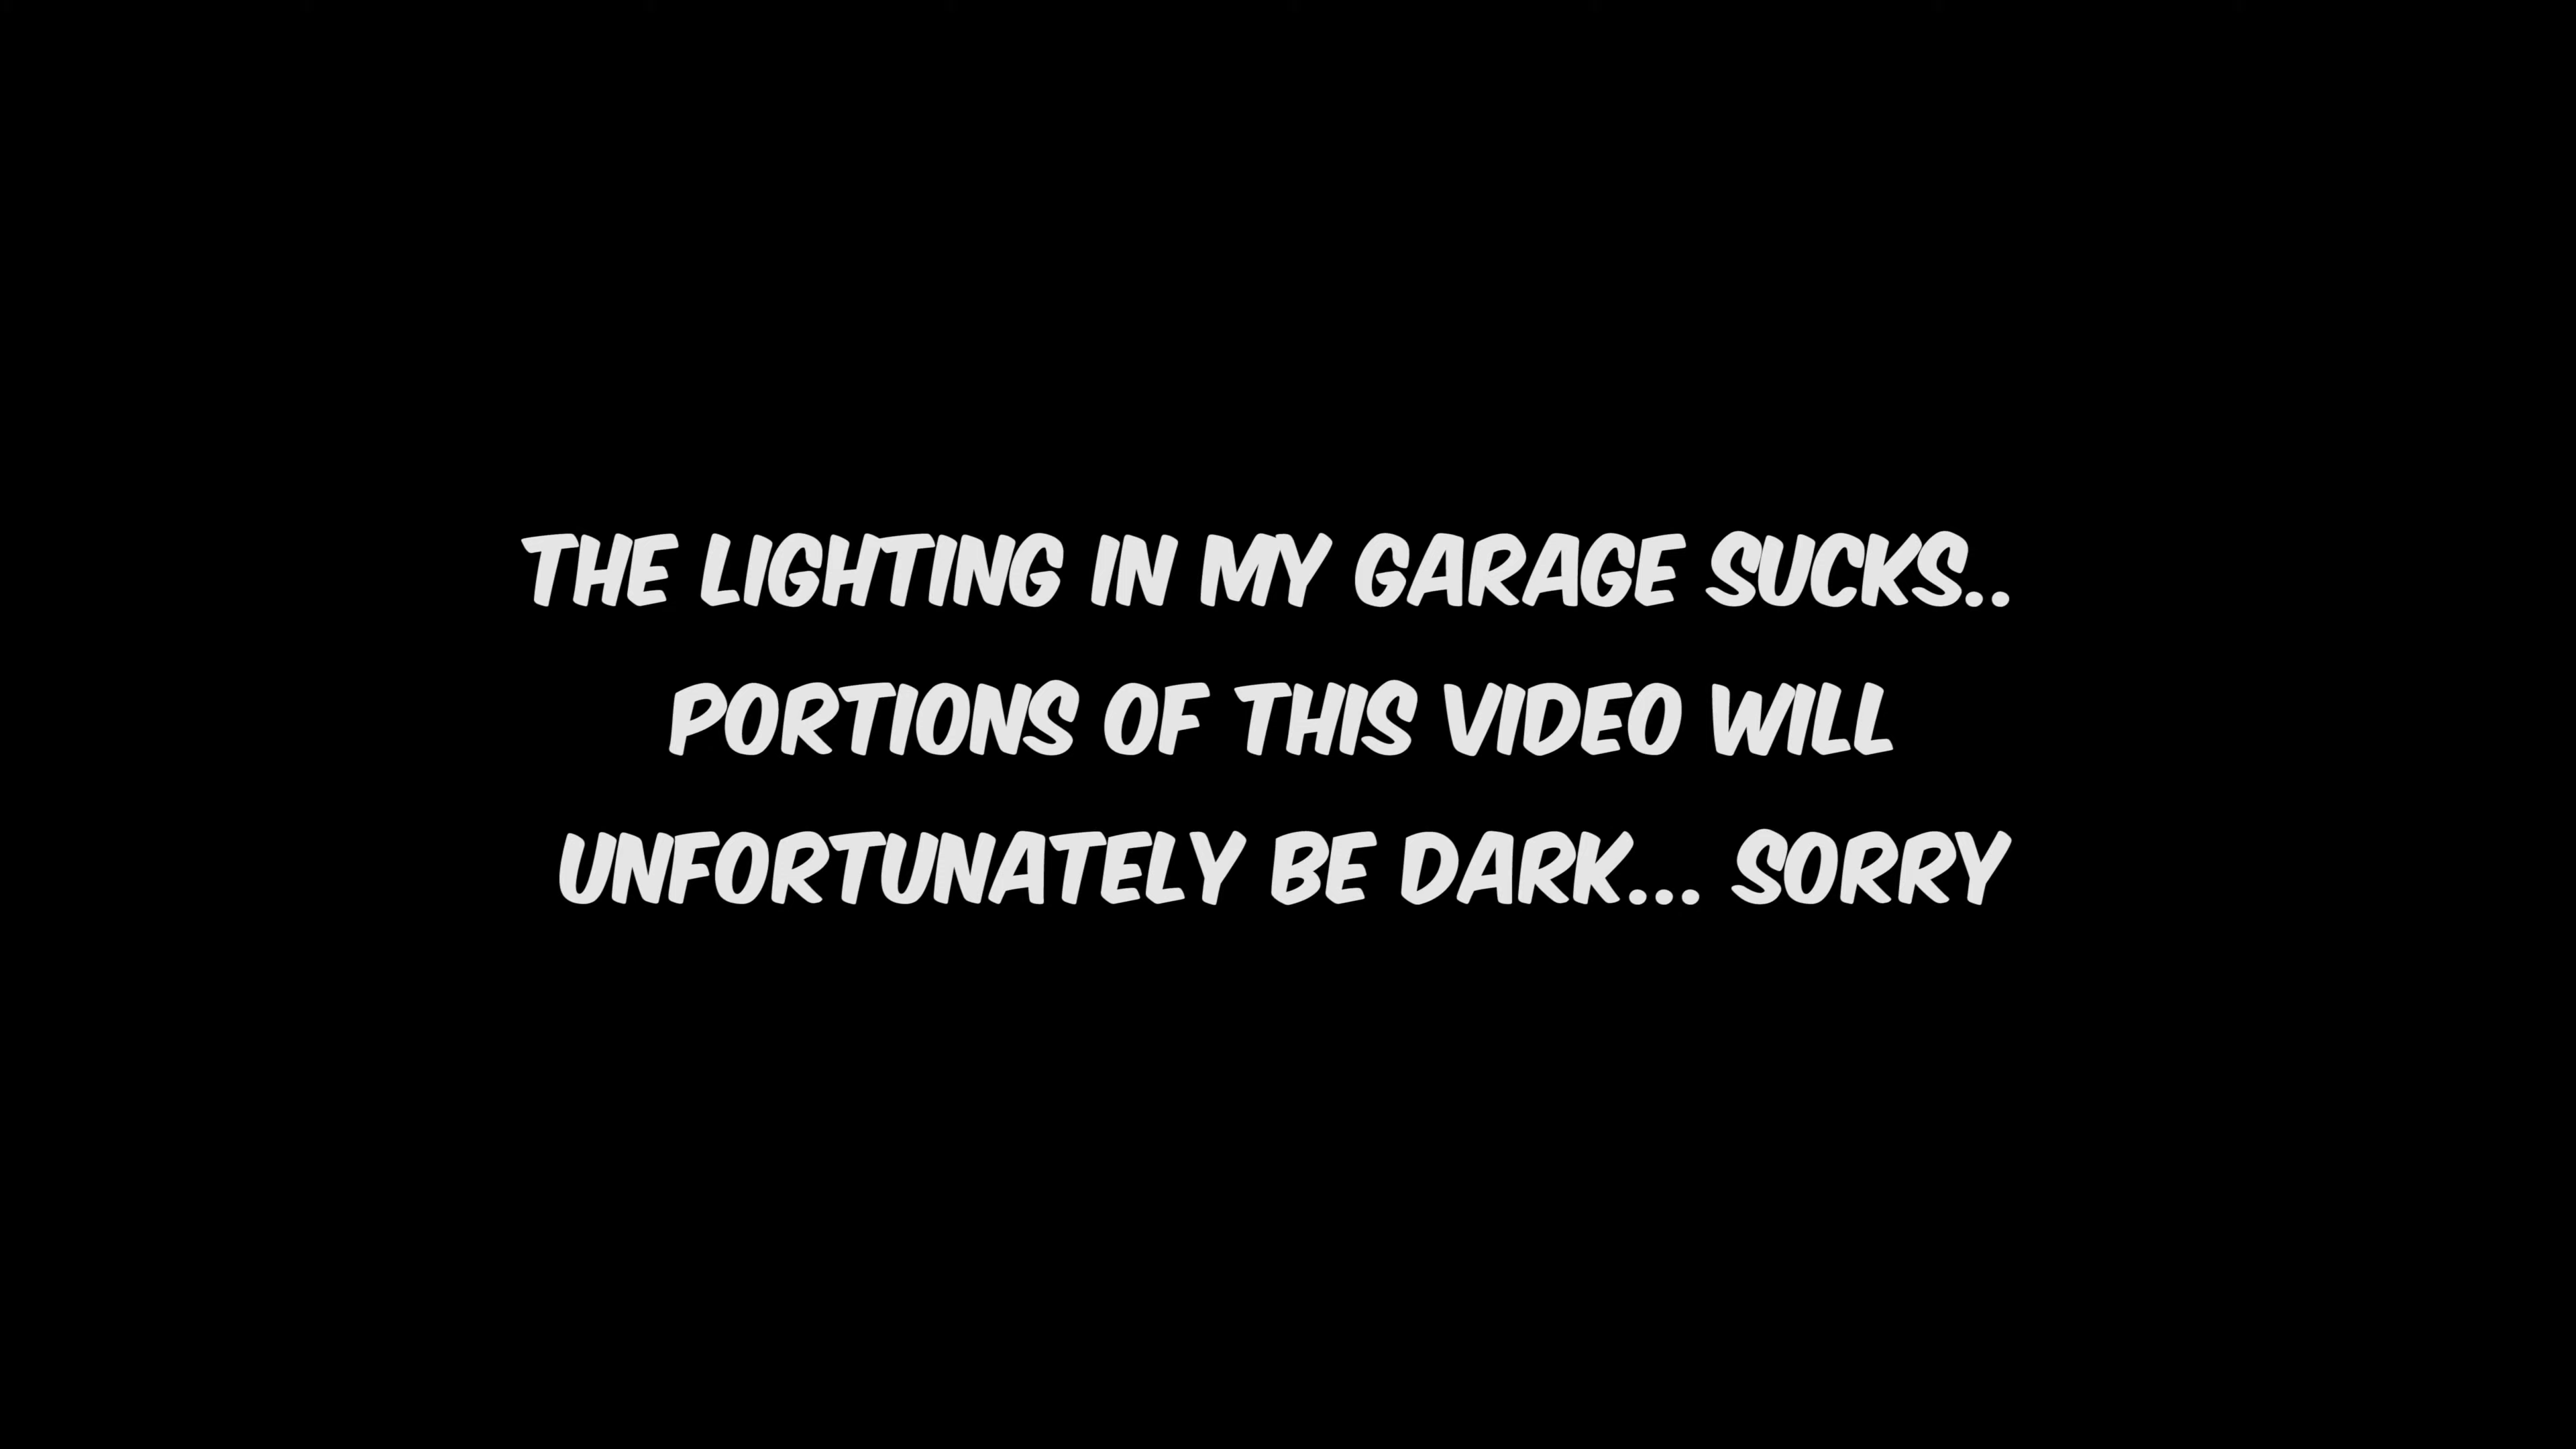 THE LIGHTING IN MY GARAGE SUCKS..
PORTIONS OF THIS VIDEO WILL
UNFORTUNATELY BE DARK... SORRY